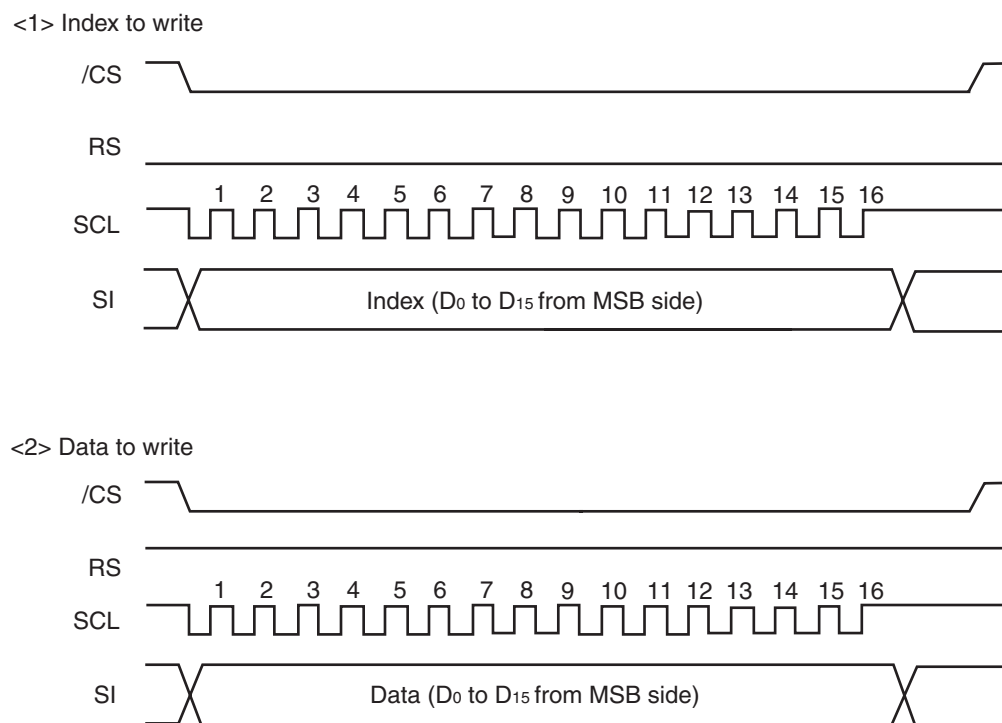 <1> Index to write
/CS
RS
1 2 3 4 5 6 7 8 9 10 11 12 13 14 15 16
SCL
SI
Index (D0 to D15 from MSB side)
<2> Data to write
/CS
RS
1 2 3 4 5 6 7 8 9 10 11 12 13 14 15 16
SCL
SI
Data (D0 to D15 from MSB side)